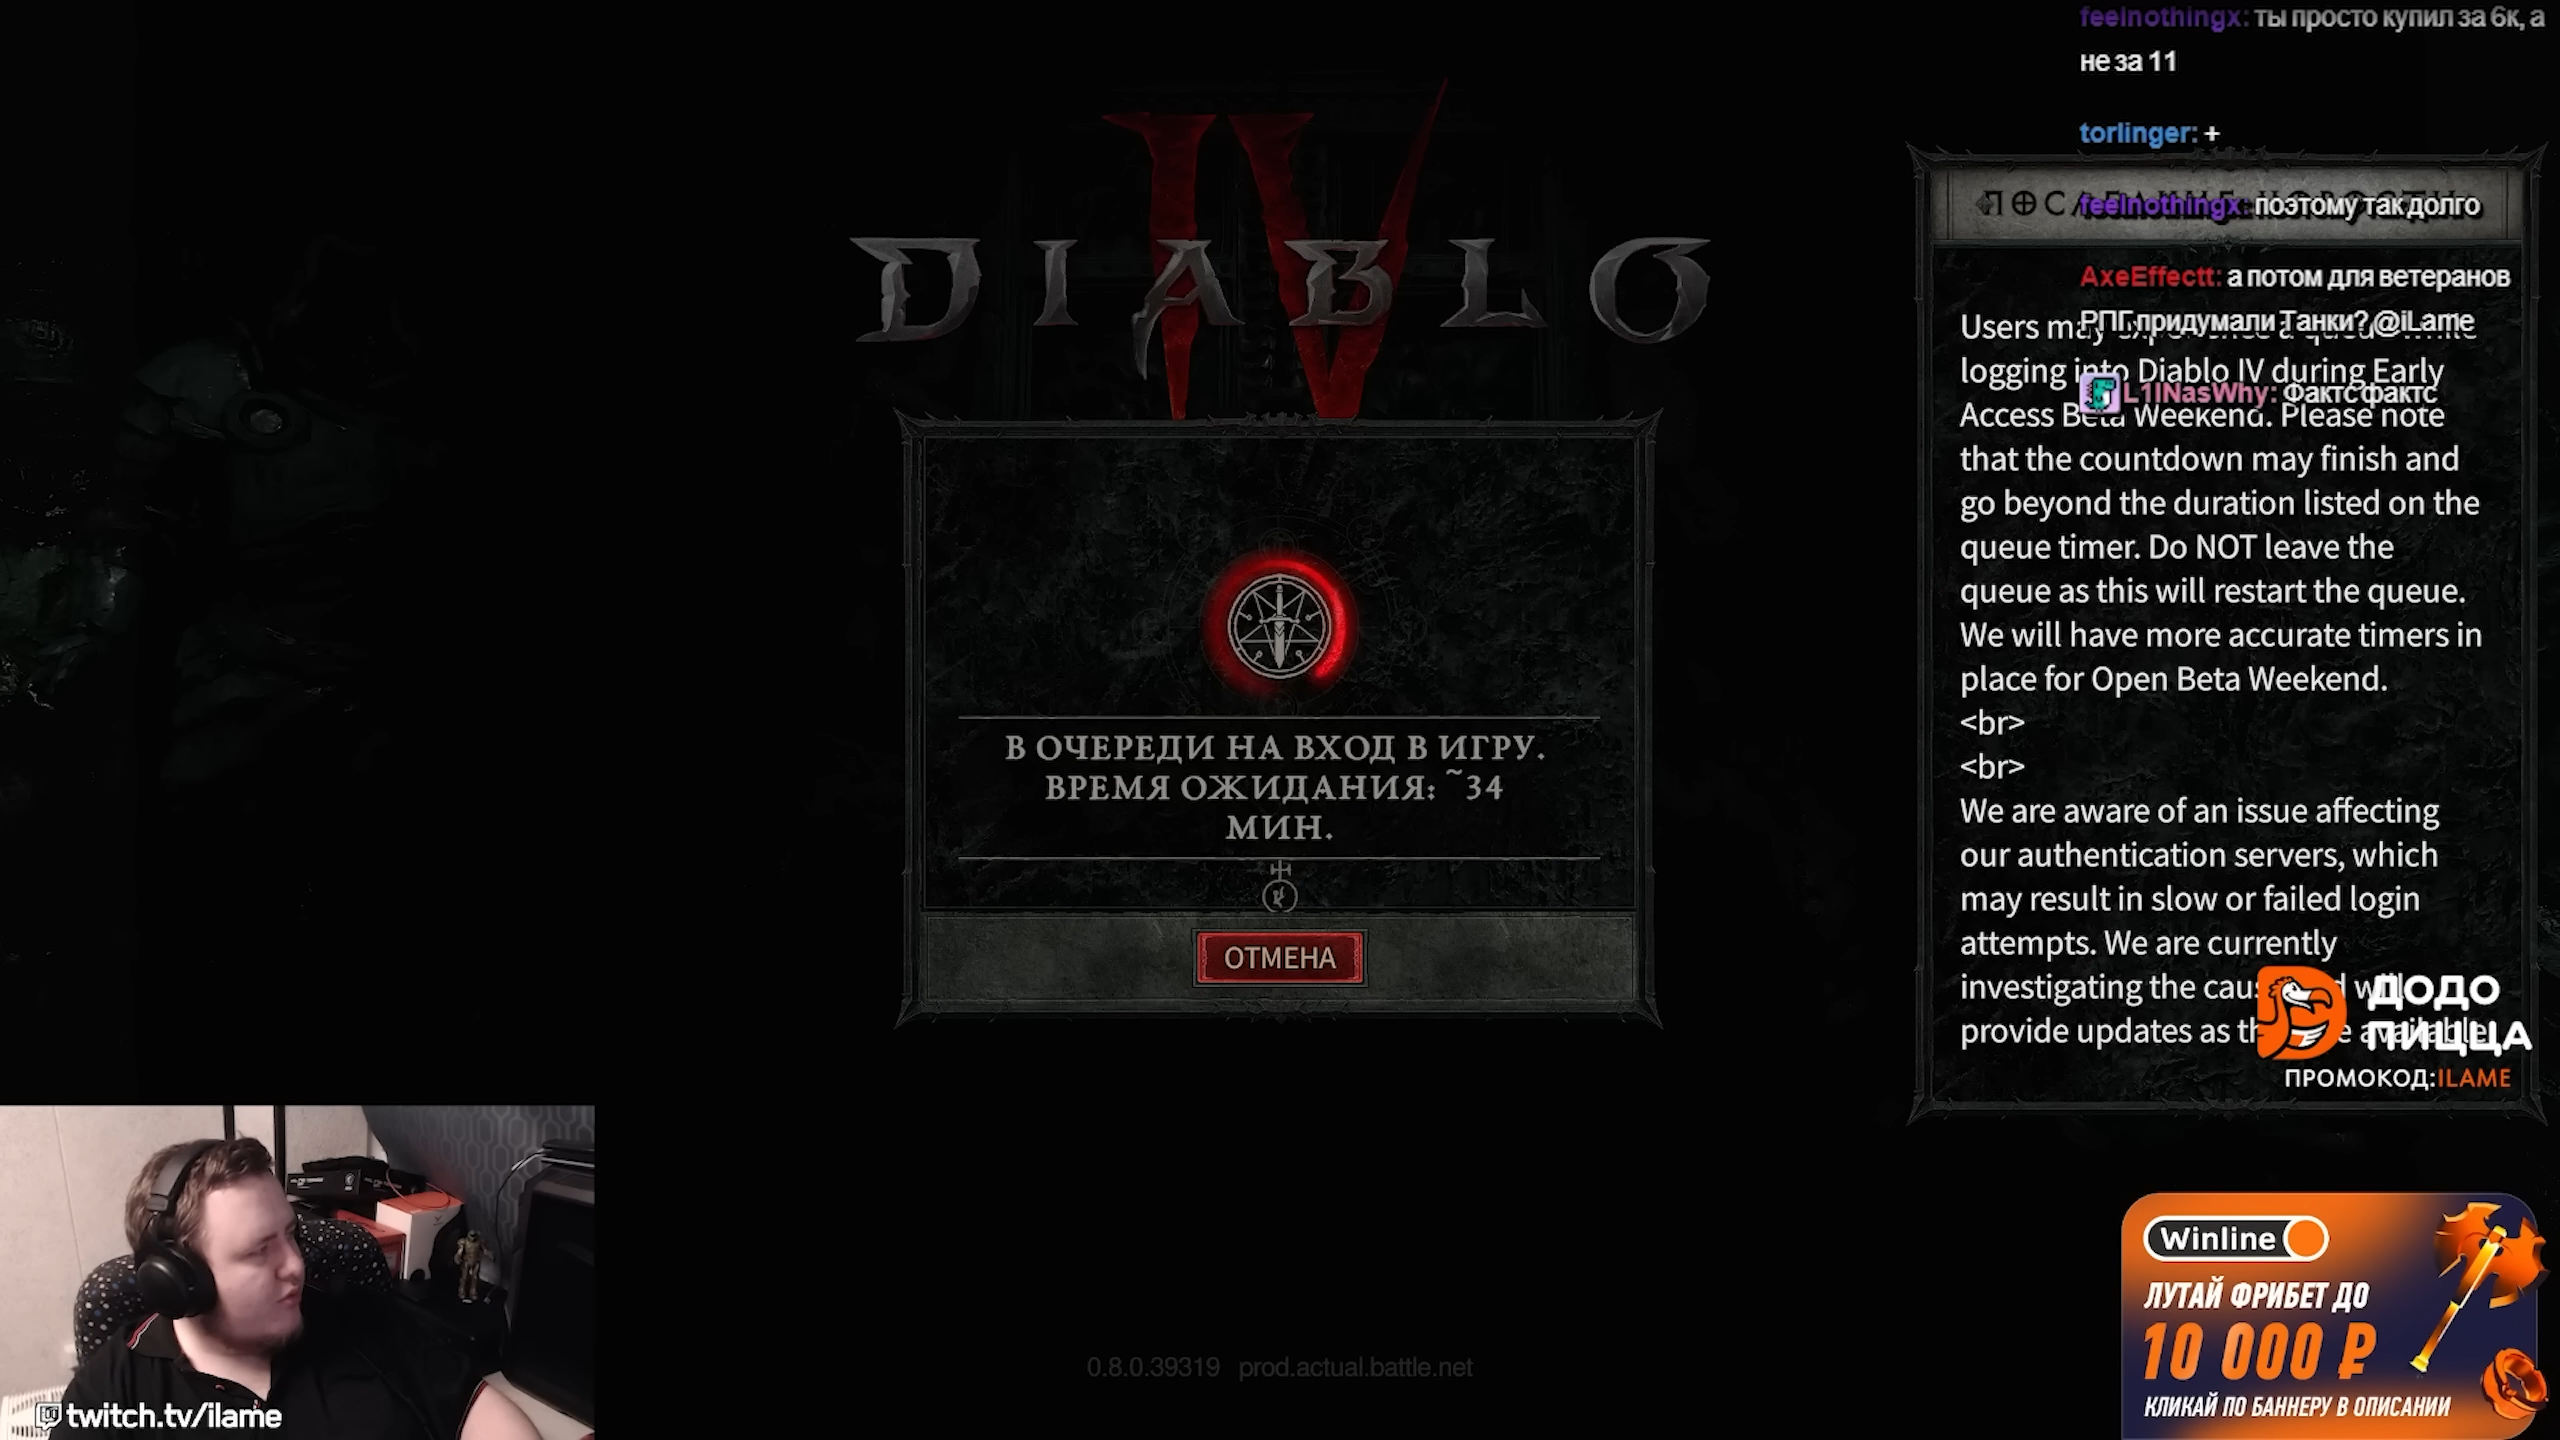 feelnothingx: ты просто купил за 6к, а
не за 11
torlinger: +
feelnothingx: поэтому так долго
AxeEffectt: а потом для ветеранов
РПГ придумали Танки? @iLame
L1lNasWhy: Фактс фактс
IV
DIABLO
В ОЧЕРЕДИ НА ВХОД В ИГРУ.
ВРЕМЯ ОЖИДАНИЯ: ~34
МИН.
ОТМЕНА
Users may
logging into Diablo IV during Early
Access Beta Weekend. Please note
that the countdown may finish and
go beyond the duration listed on the
queue timer. Do NOT leave the
queue as this will restart the queue.
We will have more accurate timers in
place for Open Beta Weekend.
<br>
<br>
We are aware of an issue affecting
our authentication servers, which
may result in slow or failed login
attempts. We are currently
investigating the
provide updates as
ДОДО
ПИЦЦА
ПРОМОКОД:ILAME
Winline
ЛУТАЙ ФРИБЕТ ДО
10 000 ₽
КЛИКАЙ ПО БАННЕРУ В ОПИСАНИИ
0.8.0.39319 prod.actual.battle.net
twitch.tv/ilame